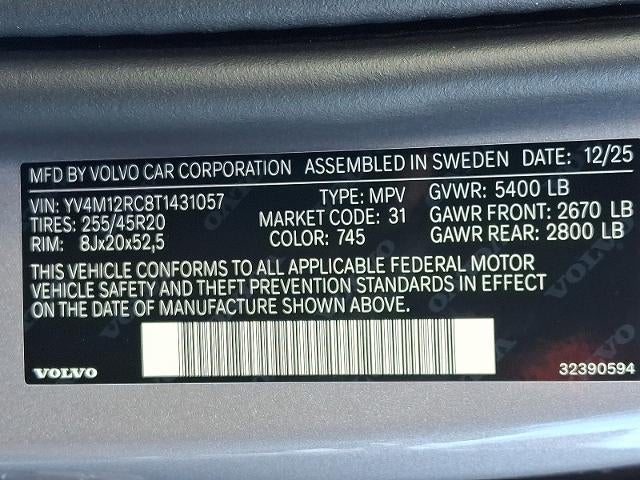 MFD BY VOLVO CAR CORPORATION ASSEMBLED IN SWEDEN DATE: 12/25
VIN: YV4M12RC8T1431057 TYPE: MPV GVWR: 5400 LB
TIRES: 255/45R20 MARKET CODE: 31 GAWR FRONT: 2670 LB
RIM: 8Jx20x52,5 COLOR: 745 GAWR REAR: 2800 LB
THIS VEHICLE CONFORMS TO ALL APPLICABLE FEDERAL MOTOR
VEHICLE SAFETY AND THEFT PREVENTION STANDARDS IN EFFECT
ON THE DATE OF MANUFACTURE SHOWN ABOVE.
VOLVO 32390594